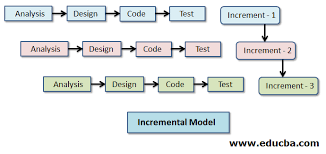 Analysis Design Code Test Increment - 1
Analysis Design Code Test Increment - 2
Analysis Design Code Test Increment - 3
Incremental Model
www.educba.com